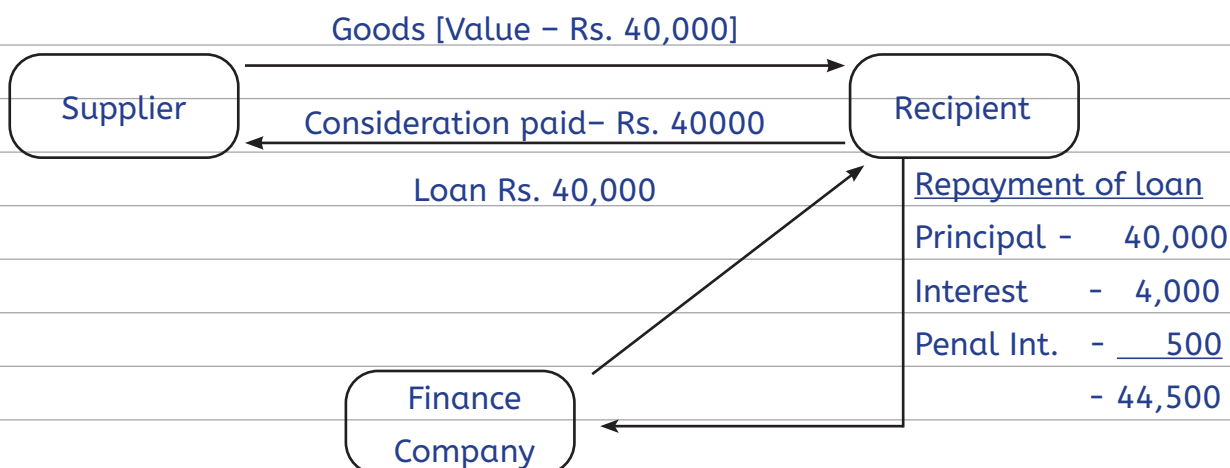 Goods [Value – Rs. 40,000]
Supplier
Recipient
Consideration paid– Rs. 40000
Loan Rs. 40,000
Repayment of loan
Principal - 40,000
Interest - 4,000
Penal Int. - 500
- 44,500
Finance
Company